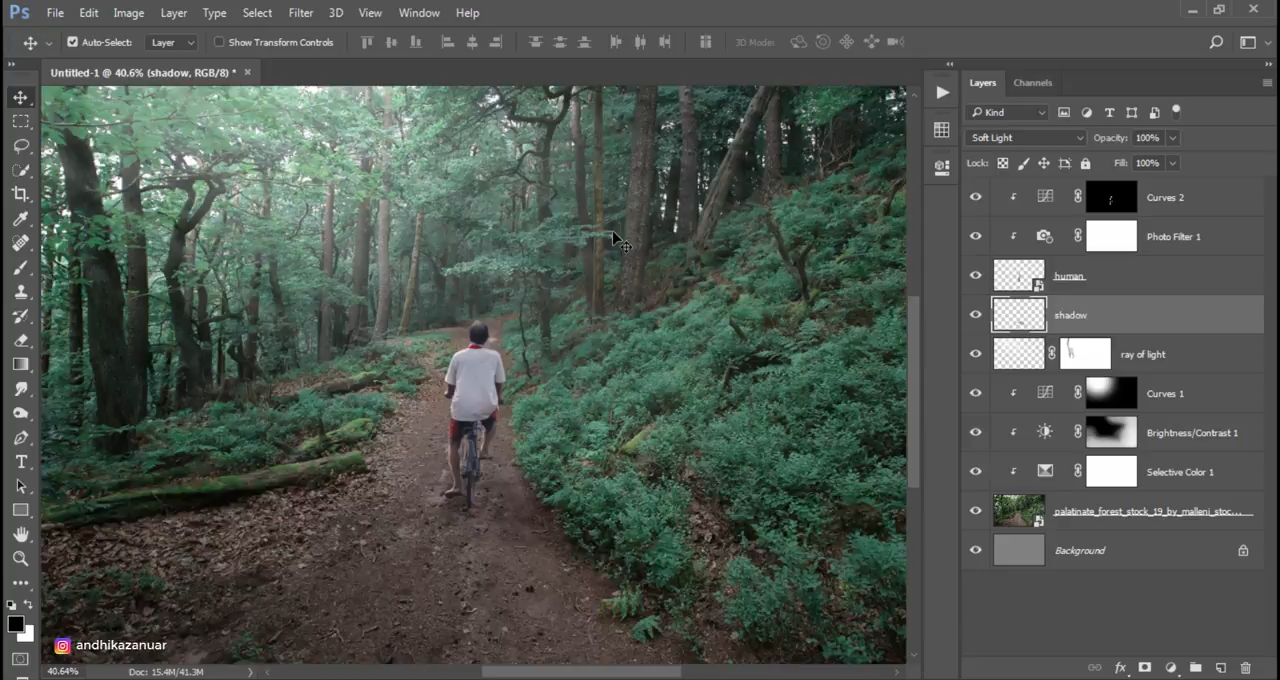 Ps File Edit Image Layer Type Select Filter 3D View Window Help
Auto-Select: Layer Show Transform Controls 3D Mode:
Untitled-1 @ 40.6% (shadow, RGB/8) * ×
Layers Channels
Kind
Soft Light Opacity: 100%
Lock: Fill: 100%
Curves 2
Photo Filter 1
human
shadow
ray of light
Curves 1
Brightness/Contrast 1
Selective Color 1
palatinate_forest_stock_19_by_malleni_stoc...
Background
andhikazanuar
40.64% Doc: 15.4M/41.3M